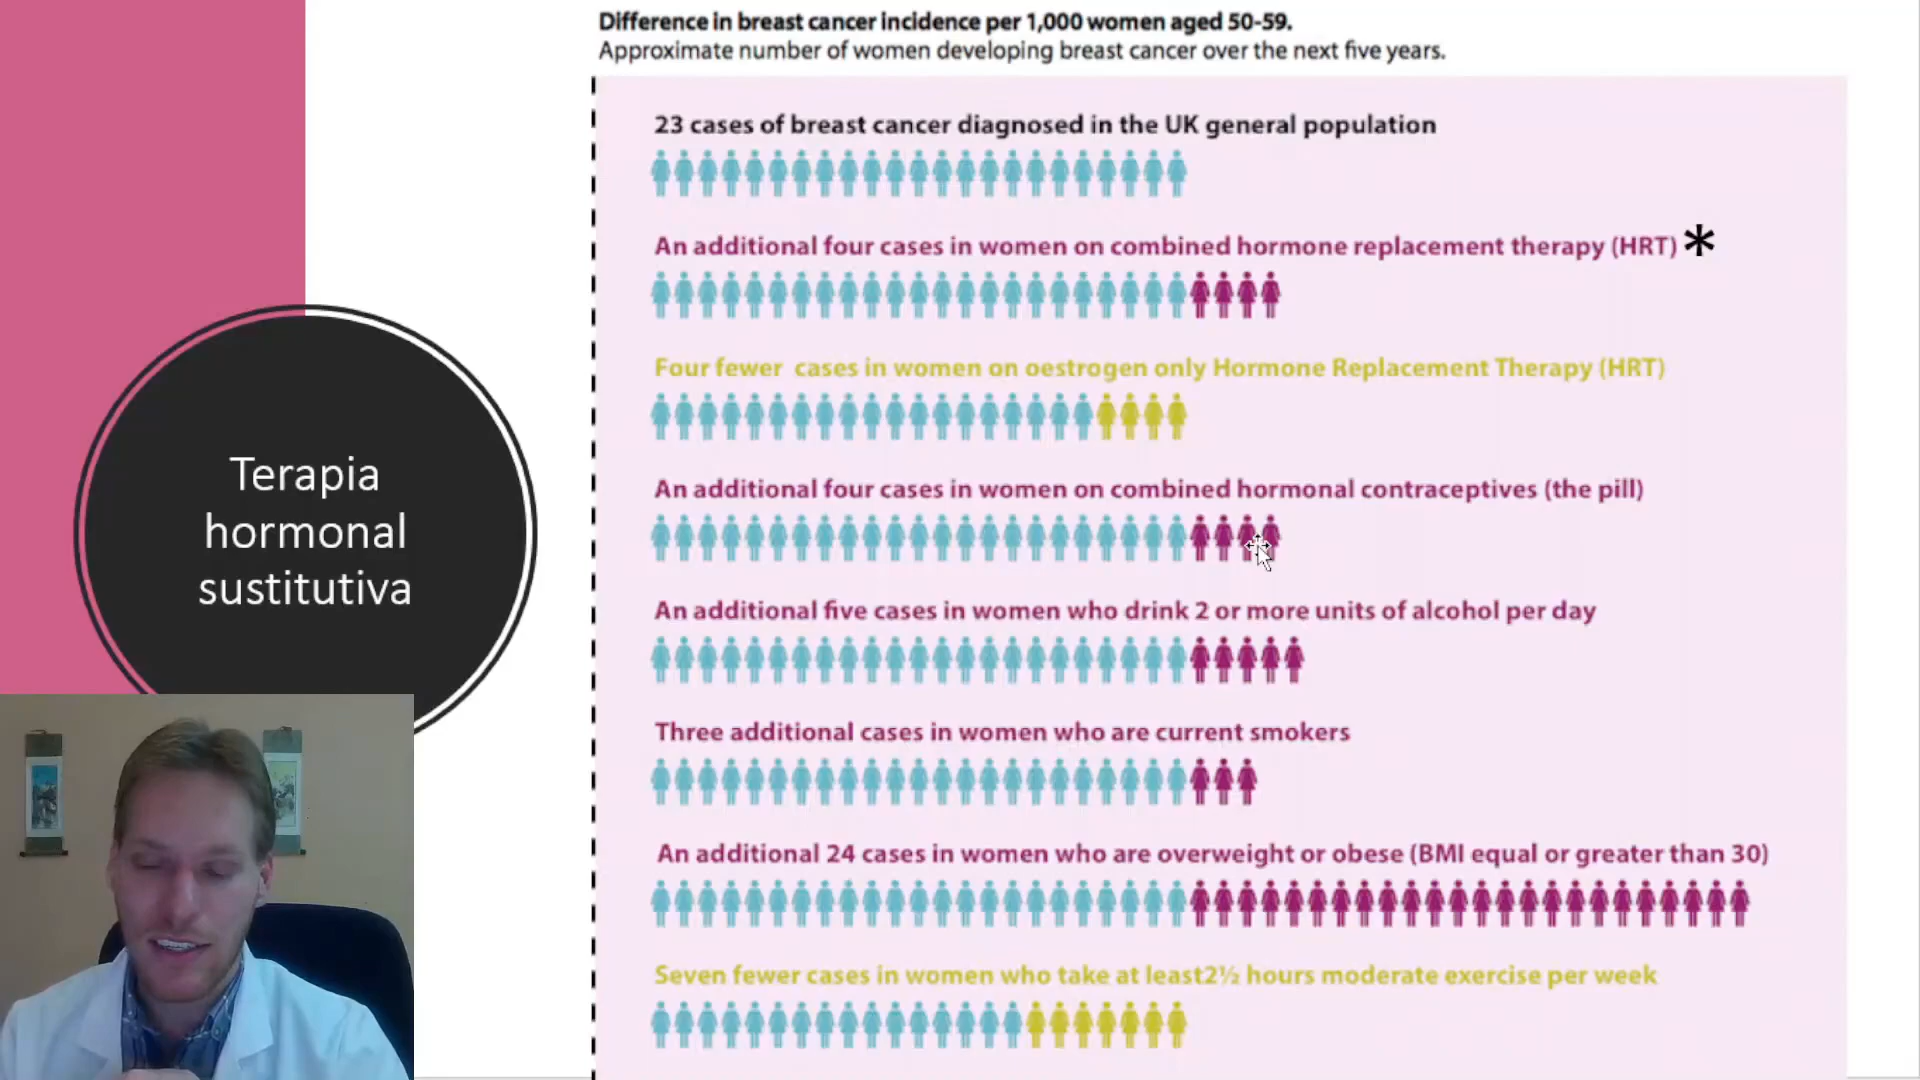 Difference in breast cancer incidence per 1,000 women aged 50-59.
Approximate number of women developing breast cancer over the next five years.
23 cases of breast cancer diagnosed in the UK general population
An additional four cases in women on combined hormone replacement therapy (HRT) *
Four fewer cases in women on oestrogen only Hormone Replacement Therapy (HRT)
An additional four cases in women on combined hormonal contraceptives (the pill)
An additional five cases in women who drink 2 or more units of alcohol per day
Three additional cases in women who are current smokers
An additional 24 cases in women who are overweight or obese (BMI equal or greater than 30)
Seven fewer cases in women who take at least2½ hours moderate exercise per week
Terapia
hormonal
sustitutiva